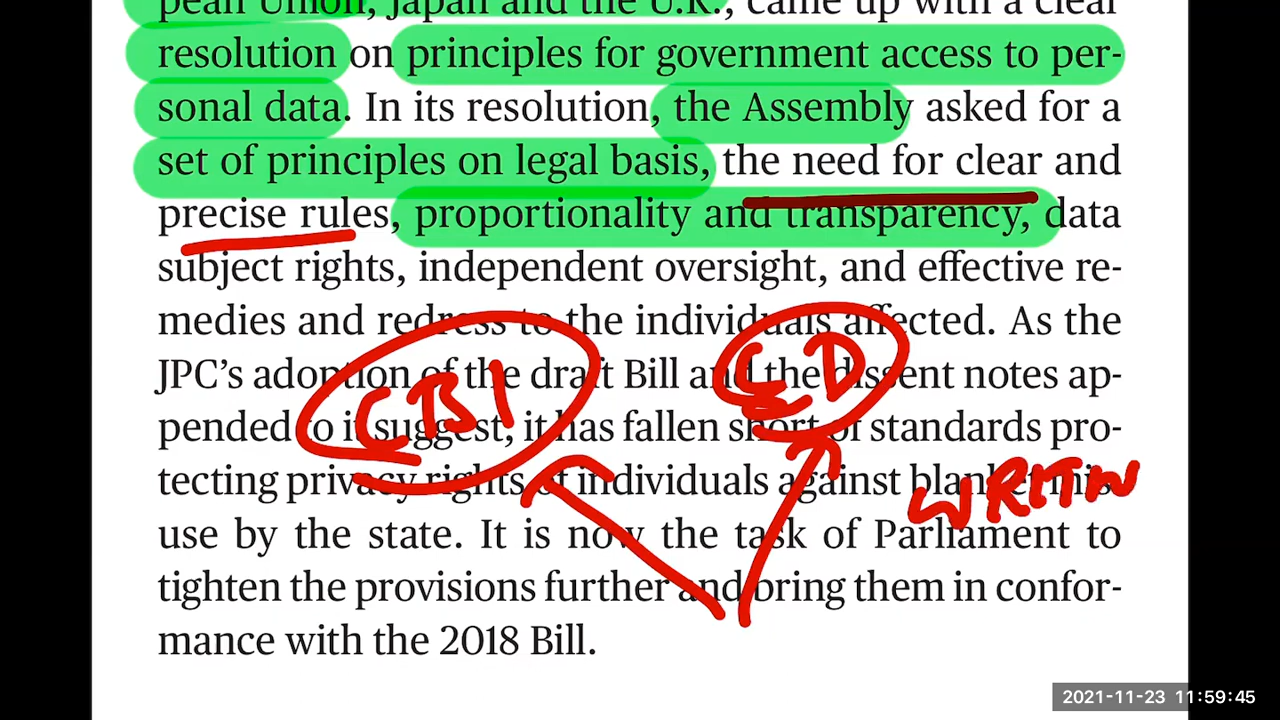 pean Union, Japan and the U.K., came up with a clear
resolution on principles for government access to per-
sonal data. In its resolution, the Assembly asked for a
set of principles on legal basis, the need for clear and
precise rules, proportionality and transparency, data
subject rights, independent oversight, and effective re-
medies and redress to the individuals affected. As the
JPC's adoption of the draft Bill and the dissent notes ap-
CBI ED
pended to it suggest, it has fallen short of standards pro-
tecting privacy rights of individuals against blanket mis-
use by the state. It is now the task of Parliament to
tighten the provisions further and bring them in confor-
mance with the 2018 Bill.
2021-11-23 11:59:45